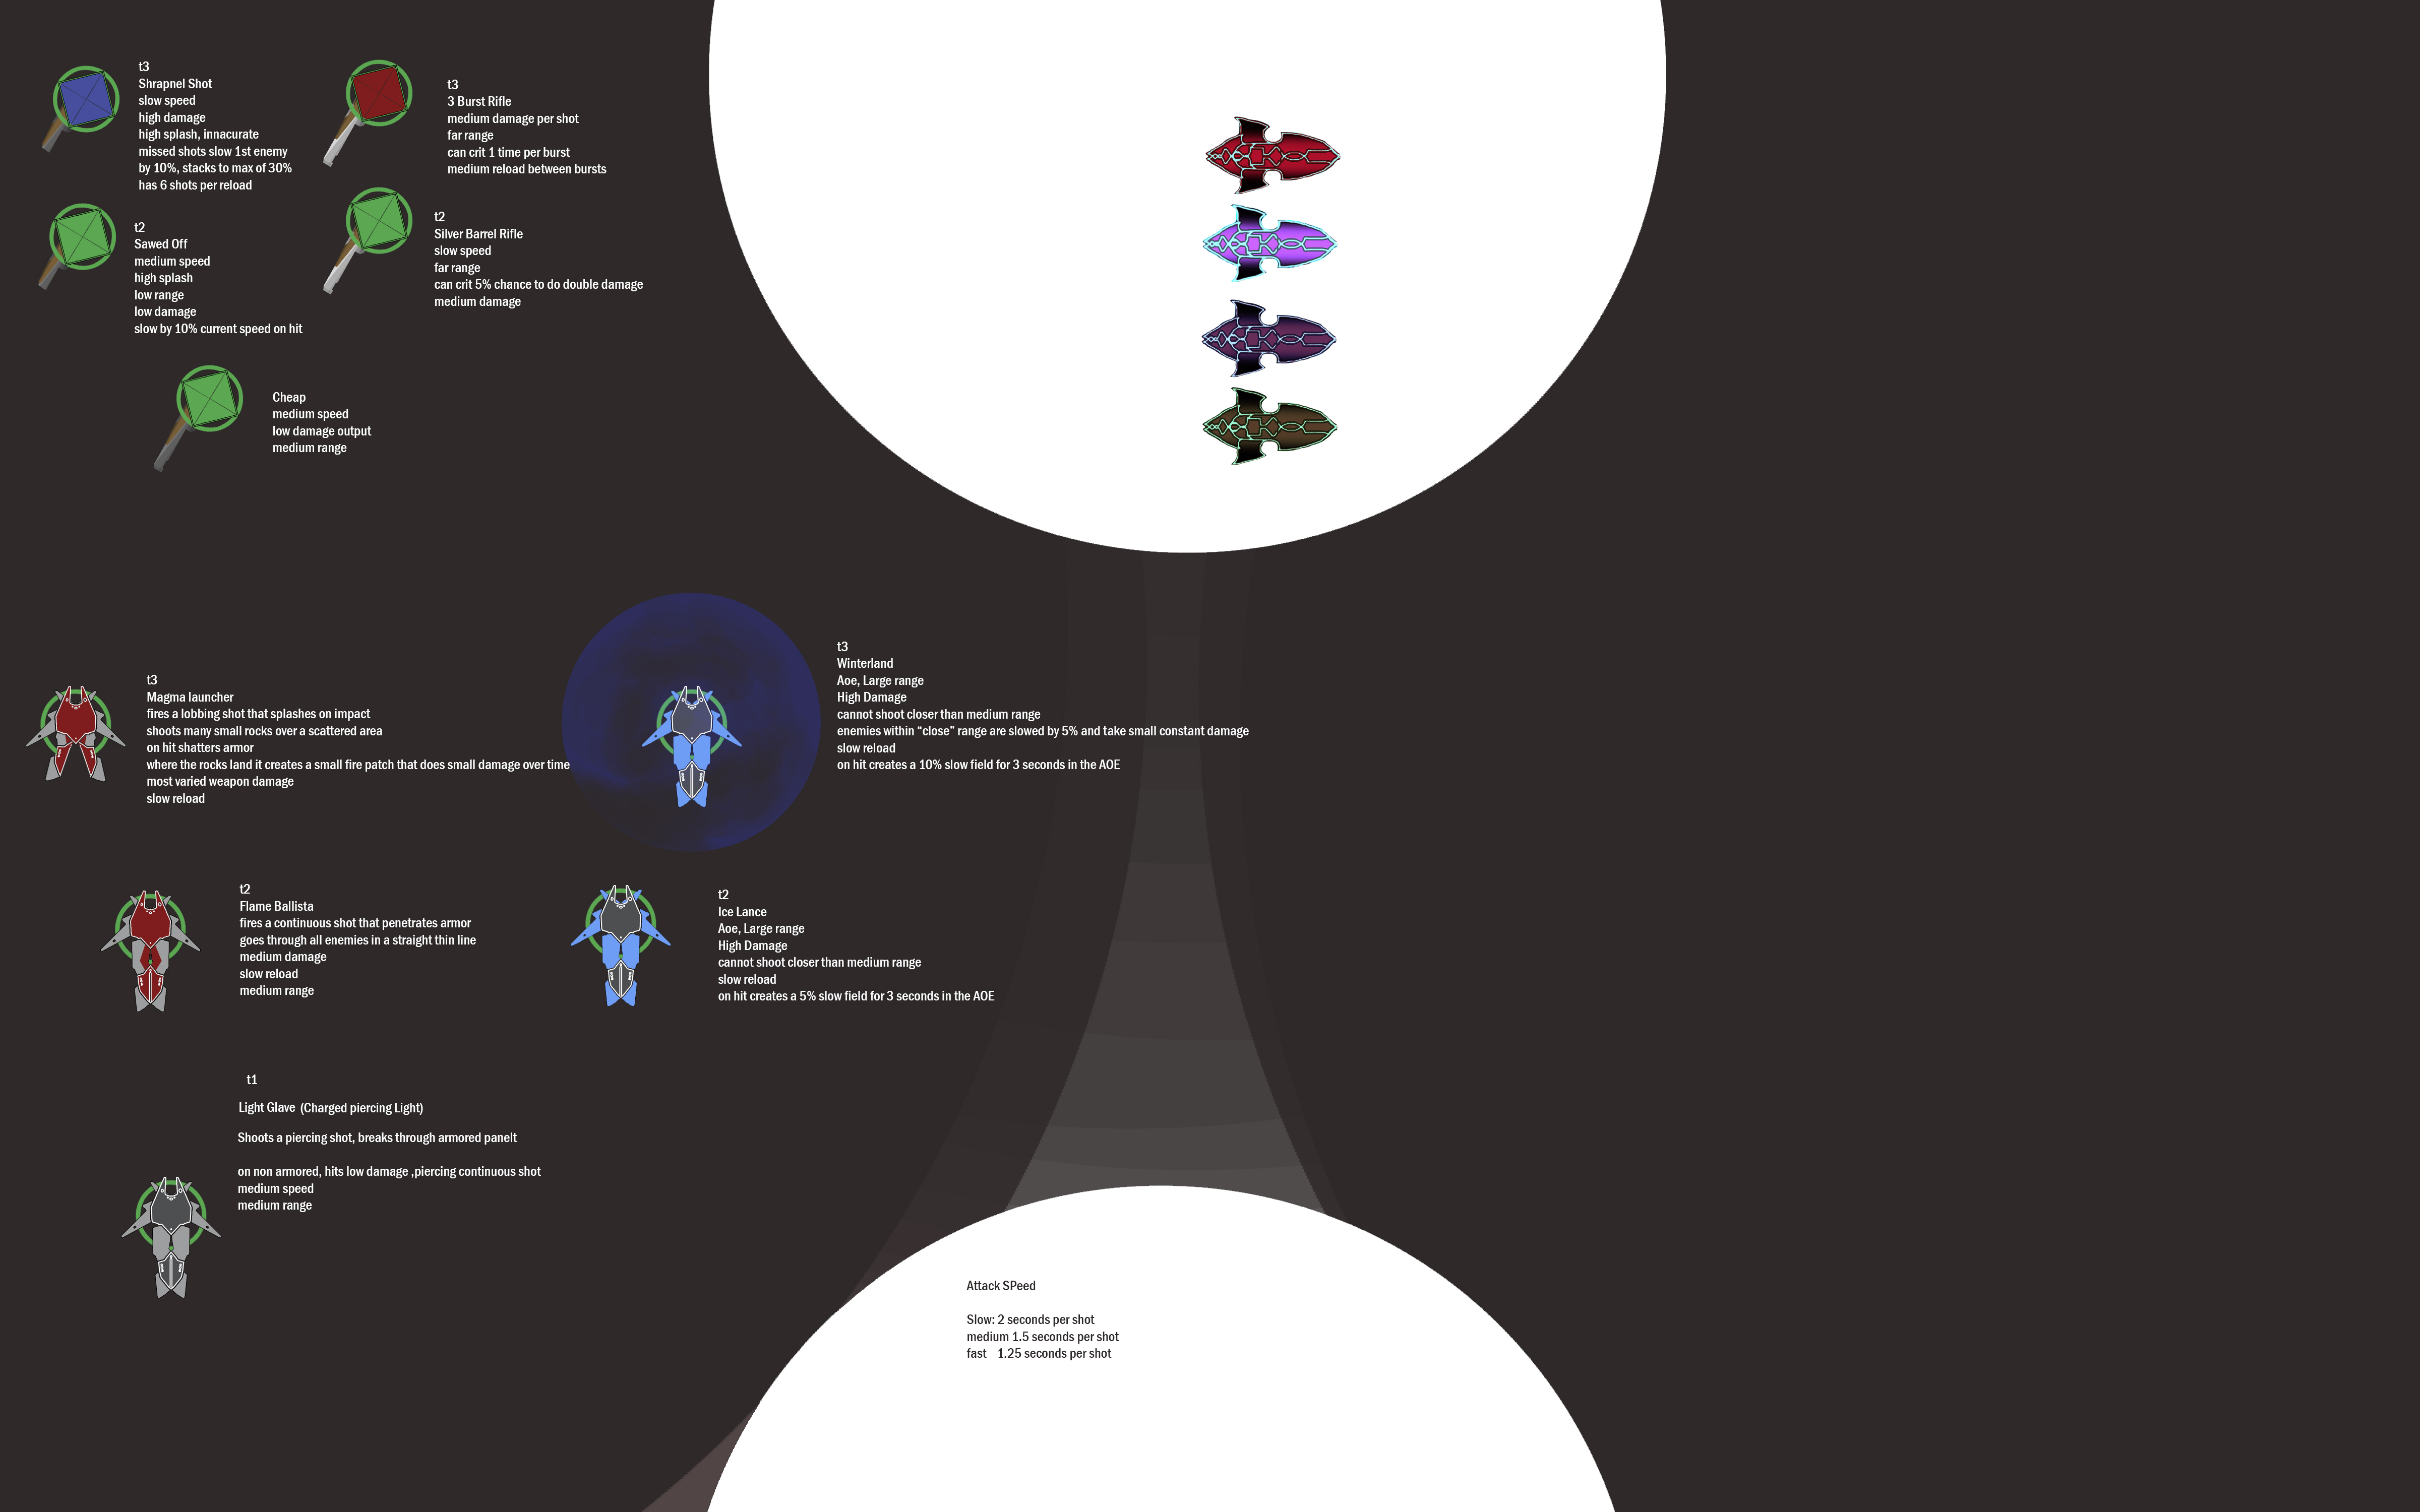 t3
Shrapnel Shot
slow speed
high damage
high splash, innacurate
missed shots slow 1st enemy
by 10%, stacks to max of 30%
has 6 shots per reload
t3
3 Burst Rifle
medium damage per shot
far range
can crit 1 time per burst
medium reload between bursts
t2
Sawed Off
medium speed
high splash
low range
low damage
slow by 10% current speed on hit
t2
Silver Barrel Rifle
slow speed
far range
can crit 5% chance to do double damage
medium damage
Cheap
medium speed
low damage output
medium range
t3
Magma launcher
fires a lobbing shot that splashes on impact
shoots many small rocks over a scattered area
on hit shatters armor
where the rocks land it creates a small fire patch that does small damage over time
most varied weapon damage
slow reload
t3
Winterland
Aoe, Large range
High Damage
cannot shoot closer than medium range
enemies within “close” range are slowed by 5% and take small constant damage
slow reload
on hit creates a 10% slow field for 3 seconds in the AOE
t2
Flame Ballista
fires a continuous shot that penetrates armor
goes through all enemies in a straight thin line
medium damage
slow reload
medium range
t2
Ice Lance
Aoe, Large range
High Damage
cannot shoot closer than medium range
slow reload
on hit creates a 5% slow field for 3 seconds in the AOE
t1
Light Glave (Charged piercing Light)
Shoots a piercing shot, breaks through armored panelt
on non armored, hits low damage ,piercing continuous shot
medium speed
medium range
Attack SPeed
Slow: 2 seconds per shot
medium 1.5 seconds per shot
fast 1.25 seconds per shot